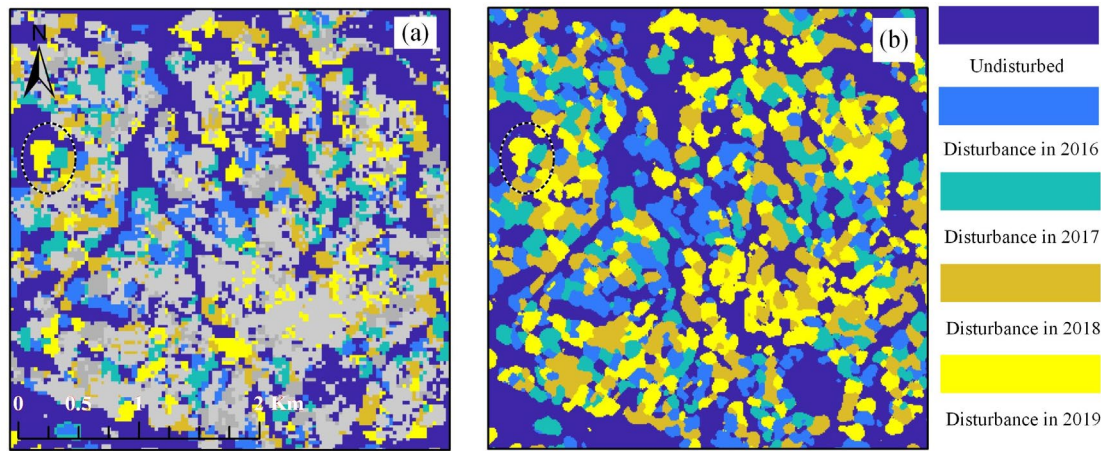 N
(a)
(b)
0 0.5 1 2 Km
Undisturbed
Disturbance in 2016
Disturbance in 2017
Disturbance in 2018
Disturbance in 2019